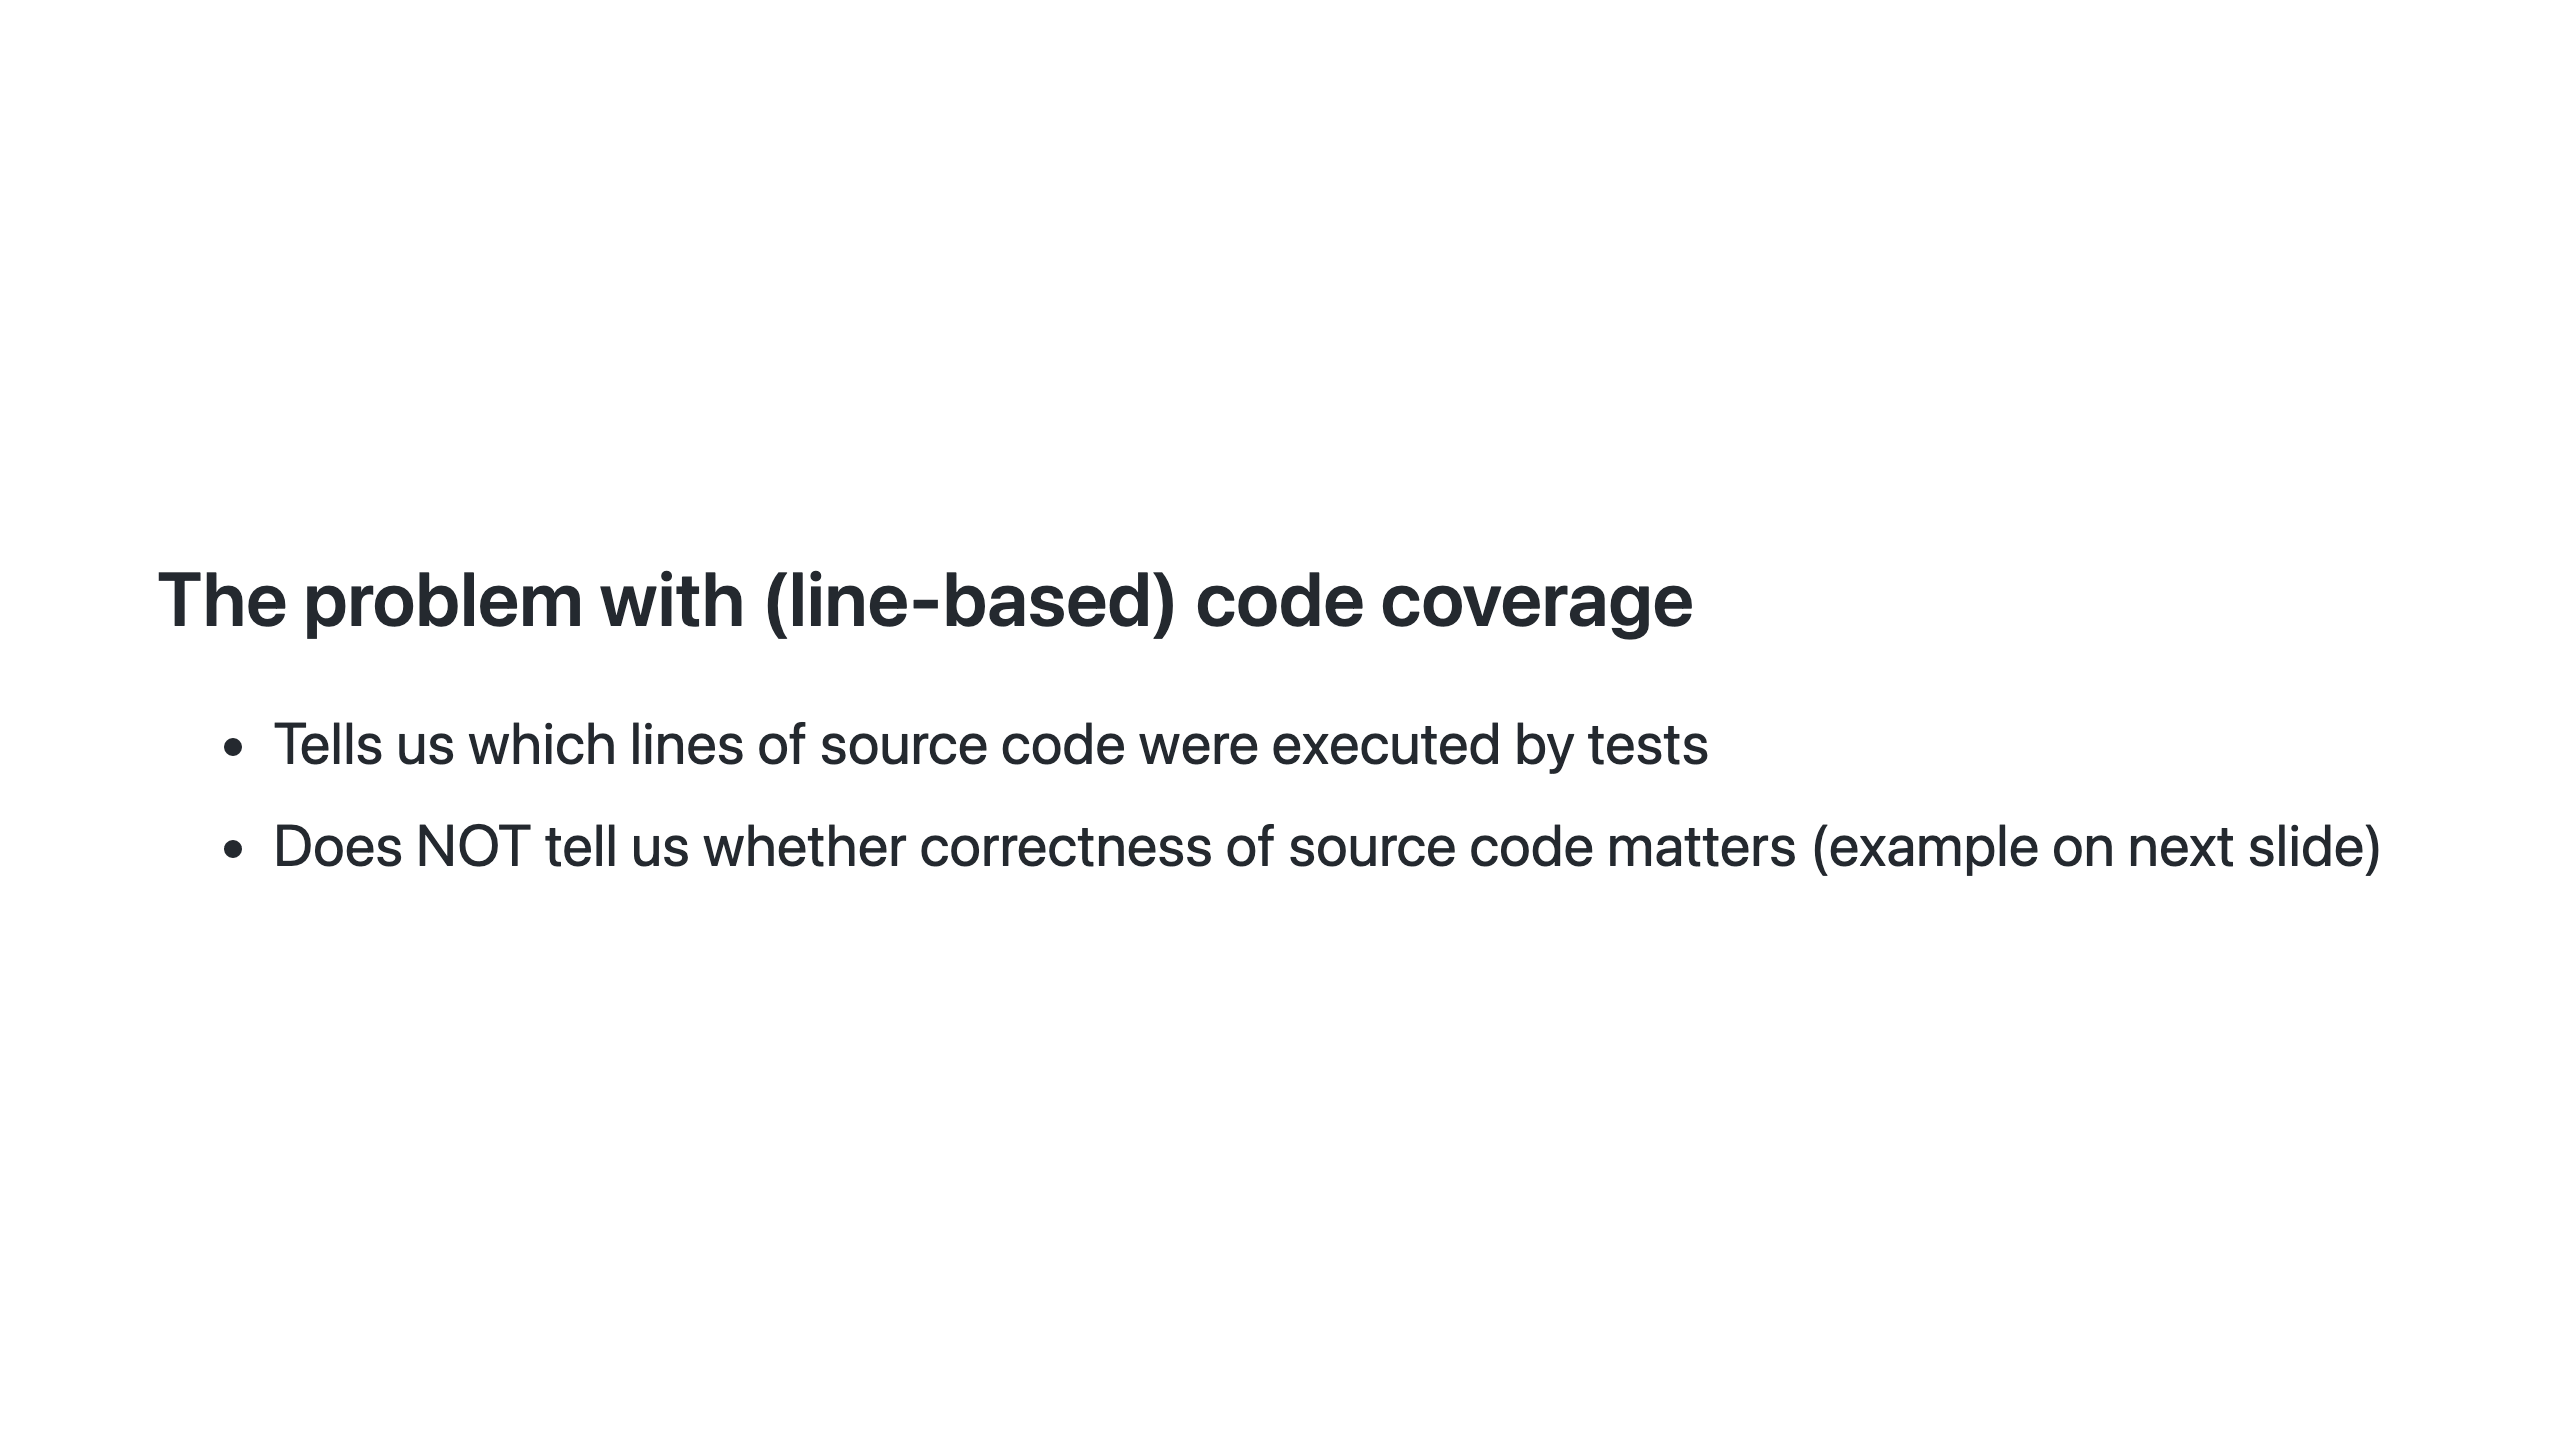 The problem with (line-based) code coverage
• Tells us which lines of source code were executed by tests
• Does NOT tell us whether correctness of source code matters (example on next slide)